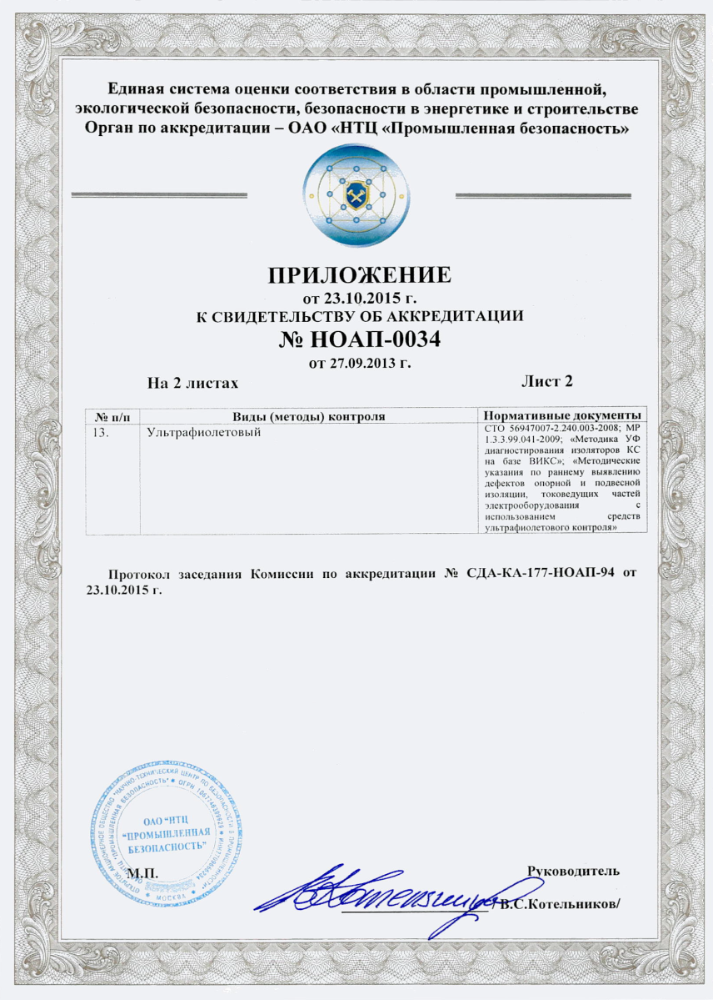 Единая система оценки соответствия в области промышленной,
экологической безопасности, безопасности в энергетике и строительстве
Орган по аккредитации – ОАО «НТЦ «Промышленная безопасность»
ПРИЛОЖЕНИЕ
от 23.10.2015 г.
К СВИДЕТЕЛЬСТВУ ОБ АККРЕДИТАЦИИ
№ НОАП-0034
от 27.09.2013 г.
На 2 листах Лист 2
№ п/п Виды (методы) контроля Нормативные документы
13. Ультрафиолетовый СТО 56947007-2.240.003-2008; МР
1.3.3.99.041-2009; «Методика УФ
диагностирования изоляторов КС
на базе ВИКС»; «Методические
указания по раннему выявлению
дефектов опорной и подвесной
изоляции, токоведущих частей
электрооборудования с
использованием средств
ультрафиолетового контроля»
Протокол заседания Комиссии по аккредитации № СДА-КА-177-НОАП-94 от
23.10.2015 г.
ОТКРЫТОЕ АКЦИОНЕРНОЕ ОБЩЕСТВО "НАУЧНО-ТЕХНИЧЕСКИЙ ЦЕНТР ПО БЕЗОПАСНОСТИ В ПРОМЫШЛЕННОСТИ"
МОСКВА
ОАО "НТЦ
"ПРОМЫШЛЕННАЯ
БЕЗОПАСНОСТЬ"
М.П.
Руководитель
/ В.С.Котельников/